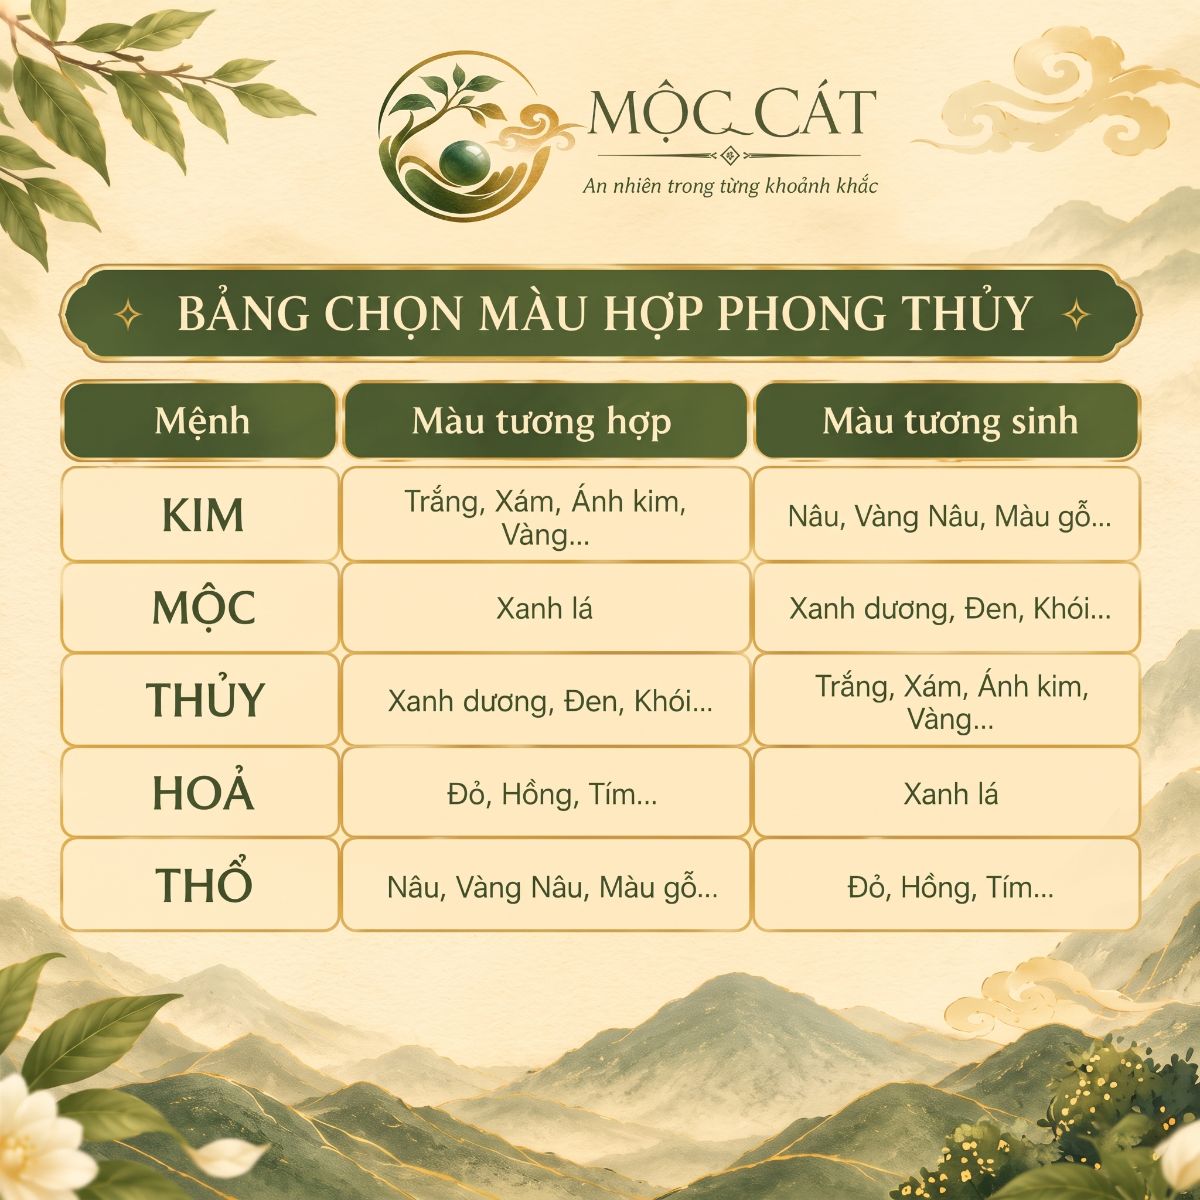 MỘC CÁT
An nhiên trong từng khoảnh khắc
BẢNG CHỌN MÀU HỢP PHONG THỦY
Mệnh
Màu tương hợp
Màu tương sinh
KIM
Trắng, Xám, Ánh kim,
Vàng...
Nâu, Vàng Nâu, Màu gỗ...
MỘC
Xanh lá
Xanh dương, Đen, Khói...
THỦY
Xanh dương, Đen, Khói...
Trắng, Xám, Ánh kim,
Vàng...
HOẢ
Đỏ, Hồng, Tím...
Xanh lá
THỔ
Nâu, Vàng Nâu, Màu gỗ...
Đỏ, Hồng, Tím...